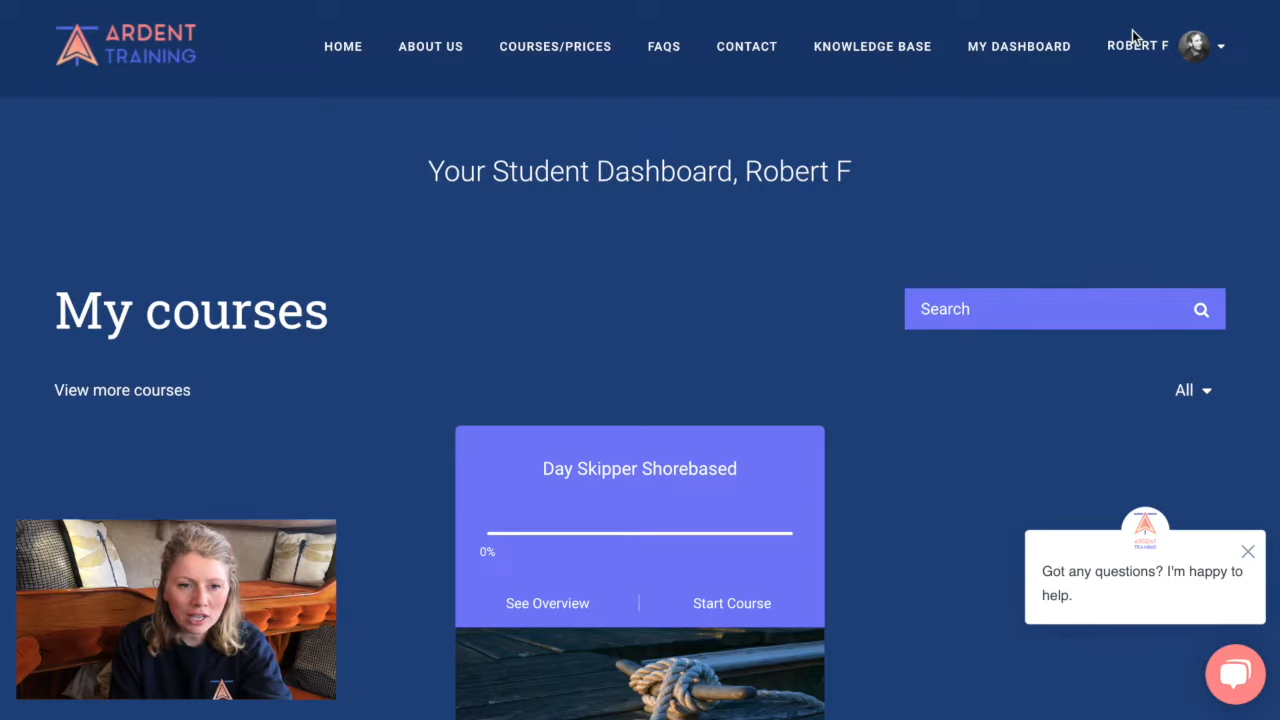 ARDENT
TRAINING
HOME
ABOUT US
COURSES/PRICES
FAQS
CONTACT
KNOWLEDGE BASE
MY DASHBOARD
ROBERT F
Your Student Dashboard, Robert F
My courses
Search
View more courses
All
Day Skipper Shorebased
0%
See Overview
Start Course
ARDENT
TRAINING
Got any questions? I'm happy to
help.